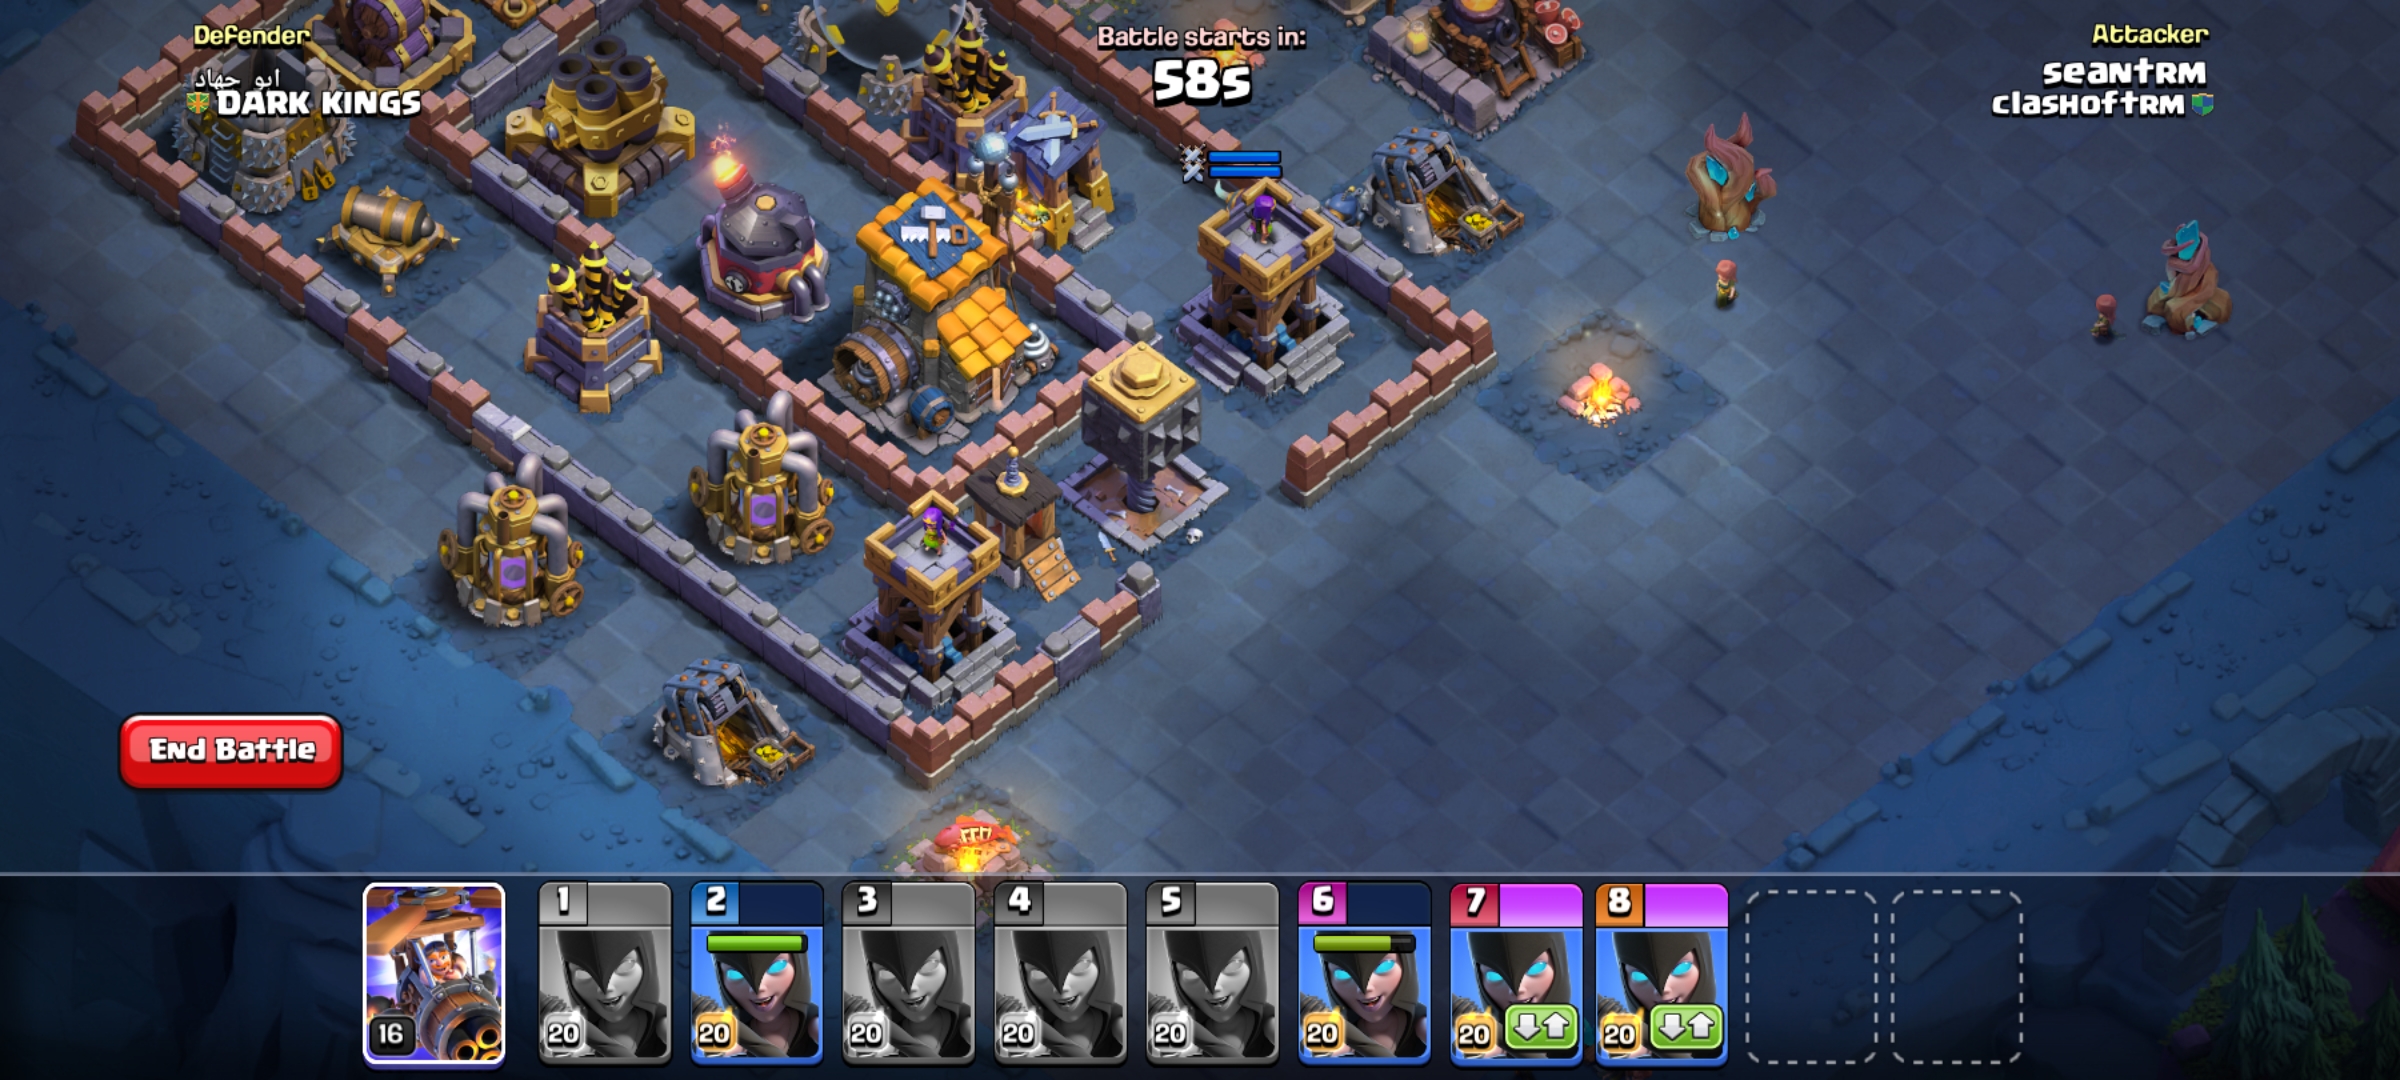 Defender
ابو جهاد
DARK KINGS
Battle starts in:
58s
Attacker
seantRM
clashoftRM
End Battle
16
1
20
2
20
3
20
4
20
5
20
6
20
7
20
8
20